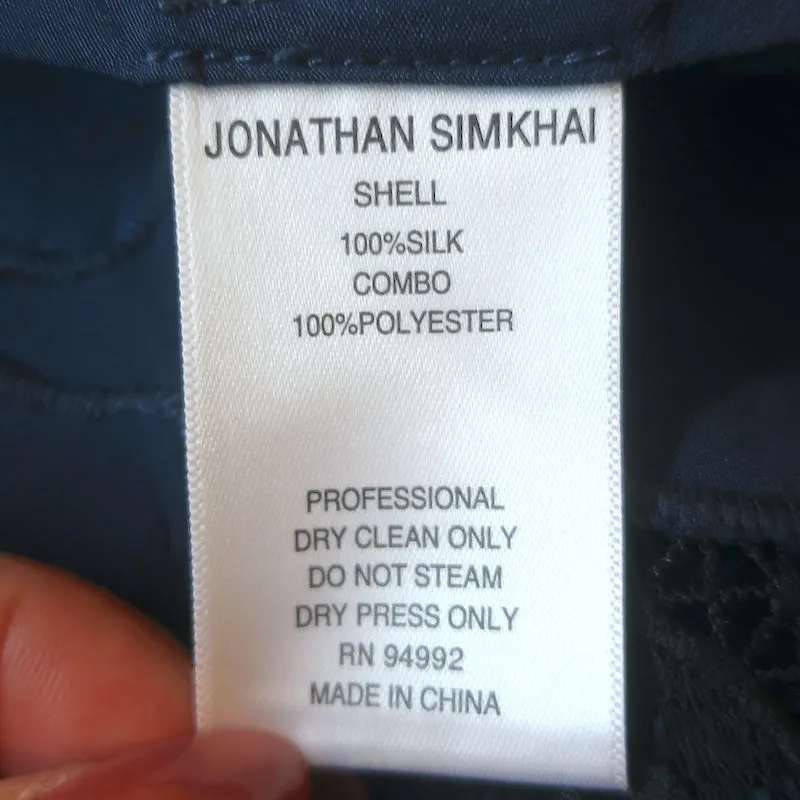 JONATHAN SIMKHAI
SHELL
100%SILK
COMBO
100%POLYESTER
PROFESSIONAL
DRY CLEAN ONLY
DO NOT STEAM
DRY PRESS ONLY
RN 94992
MADE IN CHINA